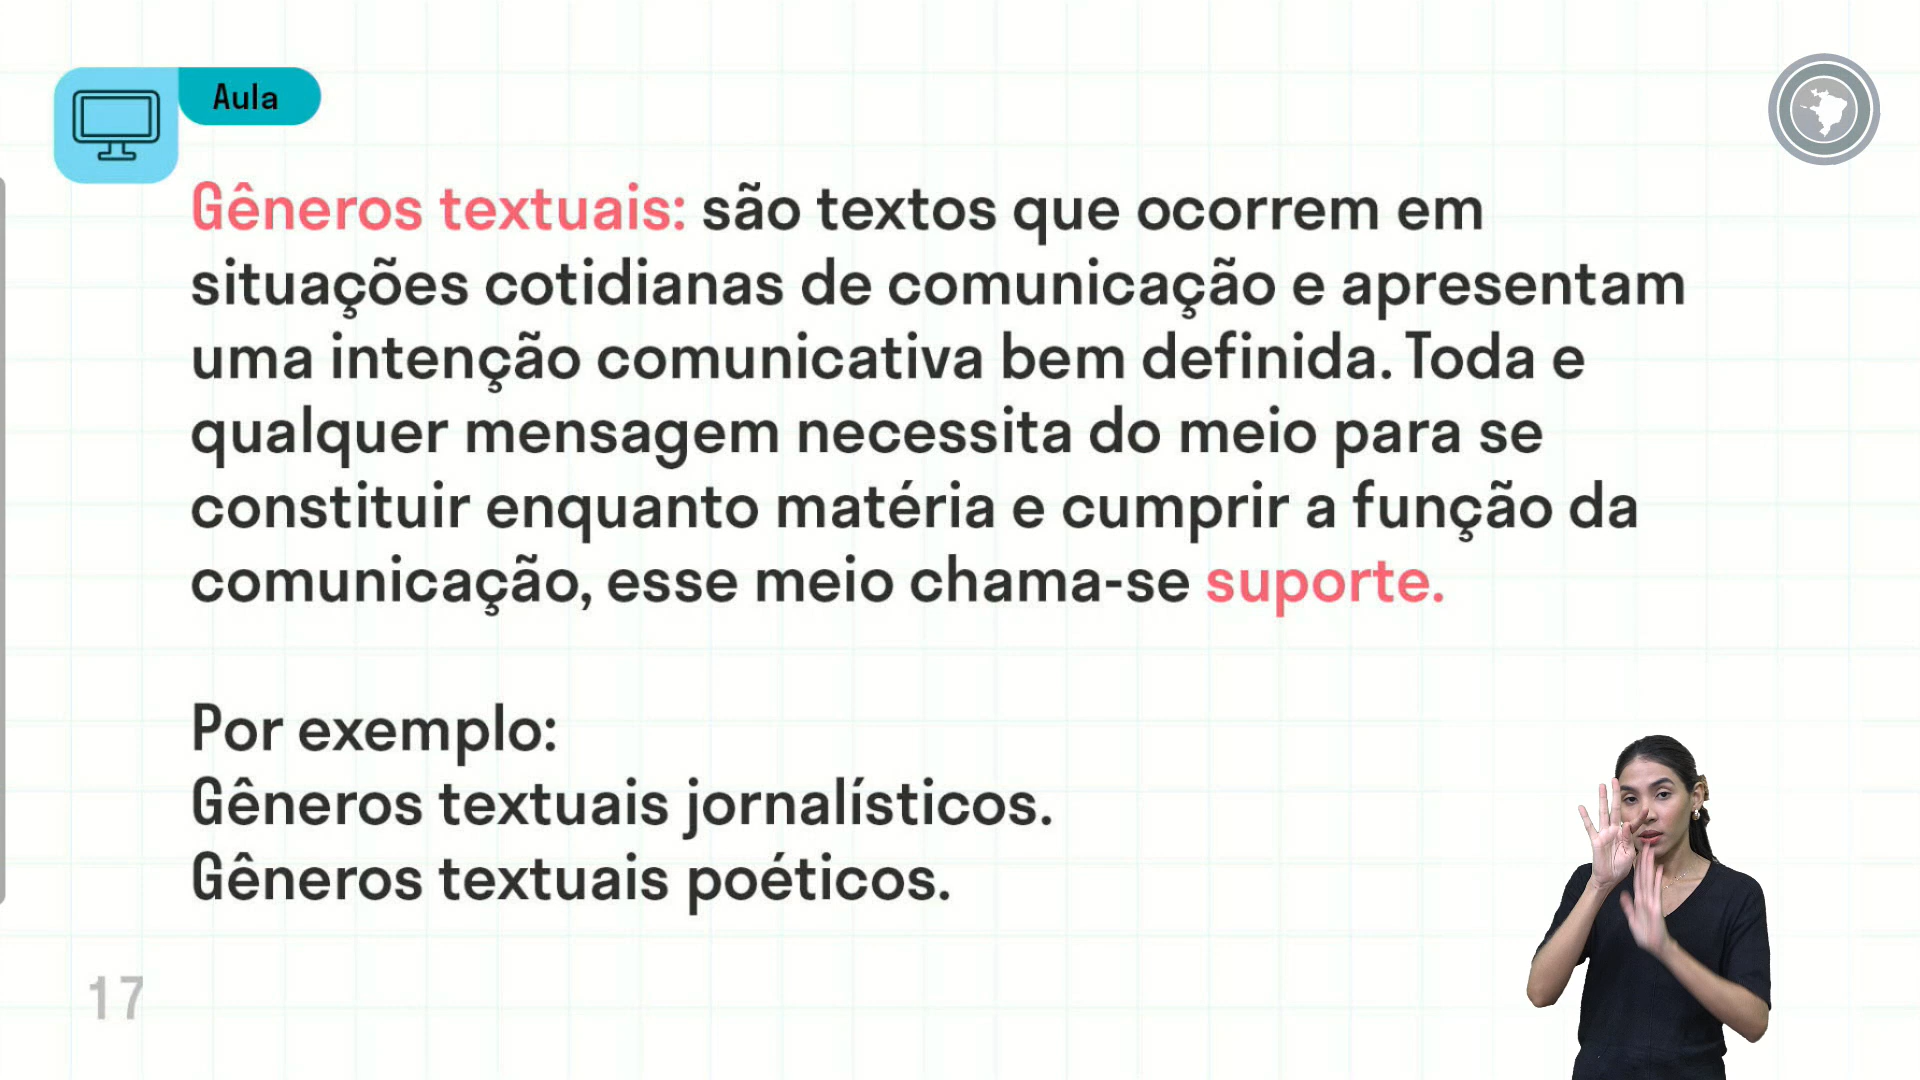 Aula
Gêneros textuais: são textos que ocorrem em
situações cotidianas de comunicação e apresentam
uma intenção comunicativa bem definida. Toda e
qualquer mensagem necessita do meio para se
constituir enquanto matéria e cumprir a função da
comunicação, esse meio chama-se suporte.
Por exemplo:
Gêneros textuais jornalísticos.
Gêneros textuais poéticos.
17